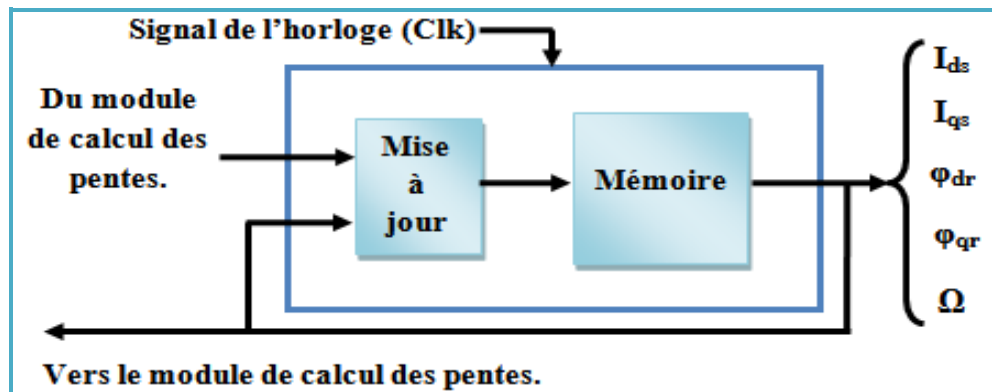 Signal de l’horloge (Clk)
Du module
de calcul des
pentes.
Mise
à
jour
Mémoire
Ids
Iqs
φdr
φqr
Ω
Vers le module de calcul des pentes.